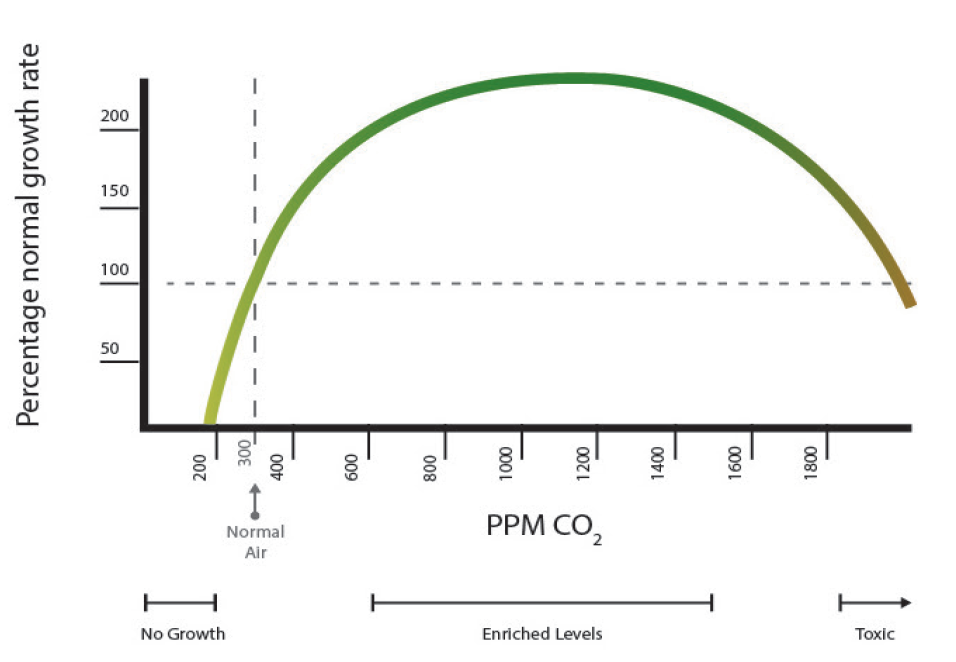 Percentage normal growth rate
200
150
100
50
200
300
400
600
800
1000
1200
1400
1600
1800
Normal
Air
PPM CO₂
No Growth
Enriched Levels
Toxic